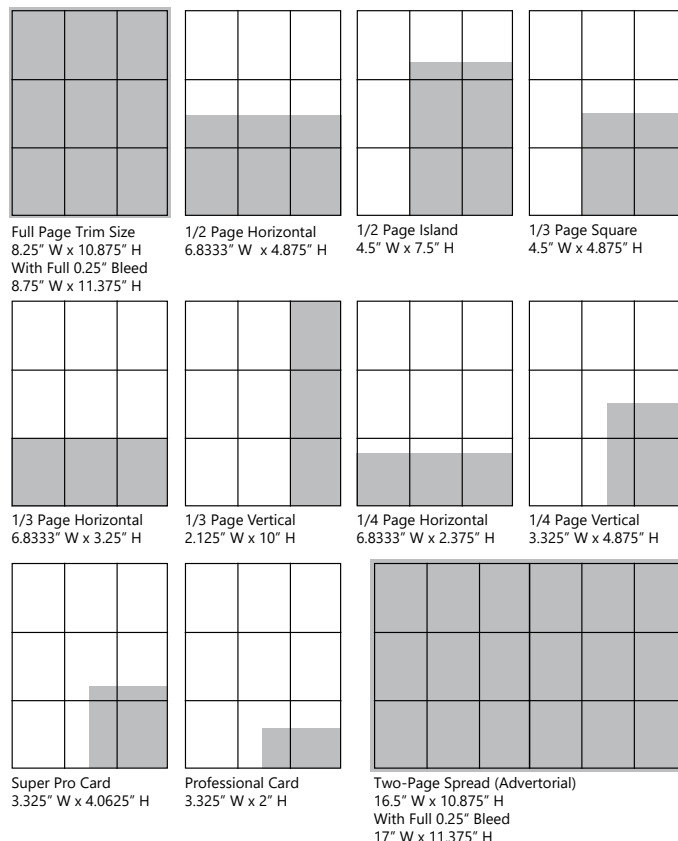 Full Page Trim Size
8.25” W x 10.875” H
With Full 0.25” Bleed
8.75” W x 11.375” H
1/2 Page Horizontal
6.8333” W  x 4.875” H
1/2 Page Island
4.5” W x 7.5” H
1/3 Page Square
4.5” W x 4.875” H
1/3 Page Horizontal
6.8333” W x 3.25” H
1/3 Page Vertical
2.125” W x 10” H
1/4 Page Horizontal
6.8333” W x 2.375” H
1/4 Page Vertical
3.325” W x 4.875” H
Super Pro Card
3.325” W x 4.0625” H
Professional Card
3.325” W x 2” H
Two-Page Spread (Advertorial)
16.5” W x 10.875” H
With Full 0.25” Bleed
17” W x 11.375” H